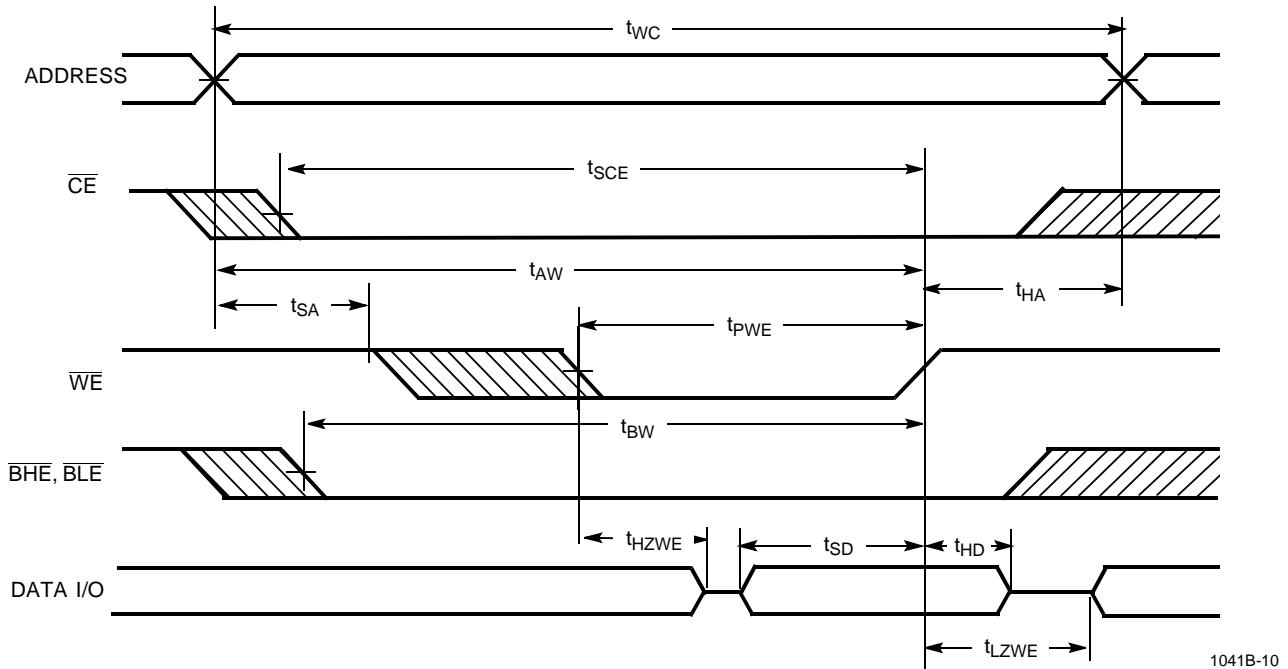 tWC
ADDRESS
tSCE
CE
tAW
tHA
tSA
tPWE
WE
tBW
BHE, BLE
tHZWE
tSD
tHD
DATA I/O
tLZWE
1041B-10